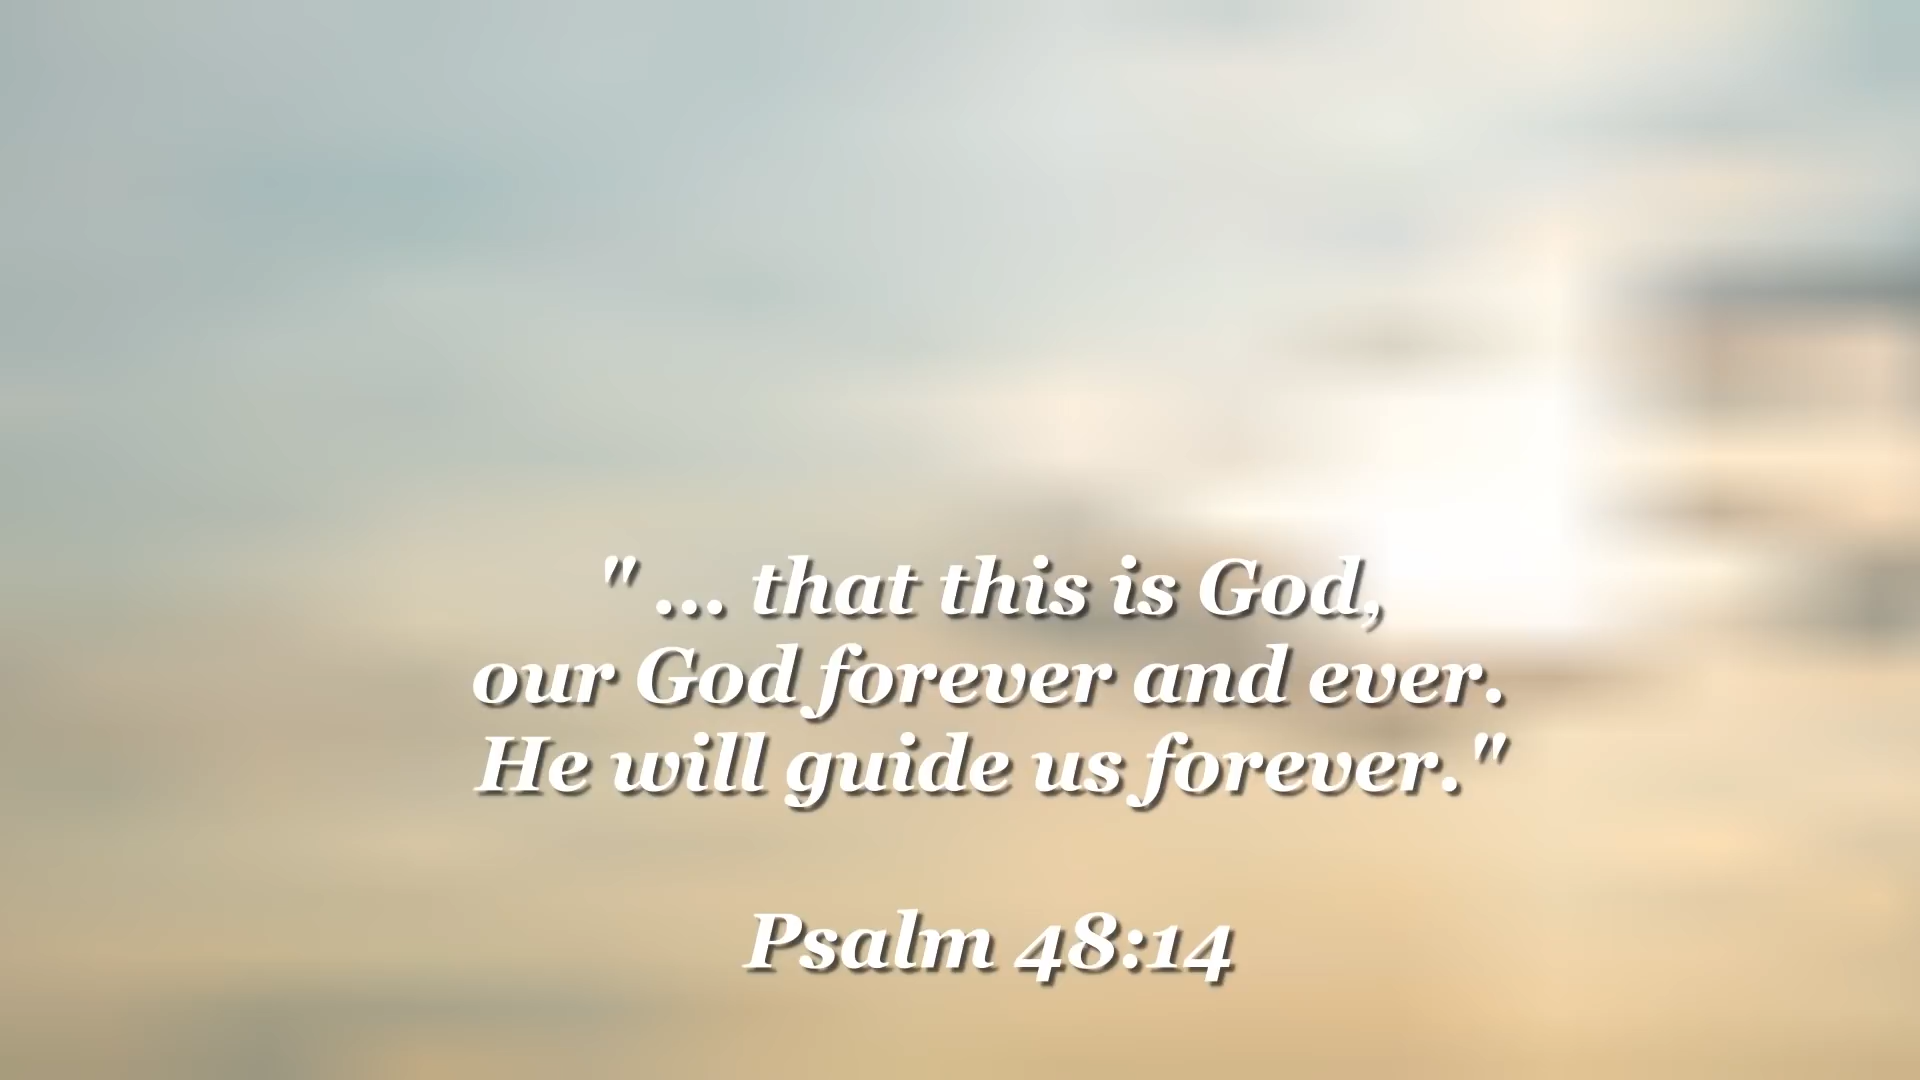 " ... that this is God,
our God forever and ever.
He will guide us forever."
Psalm 48:14